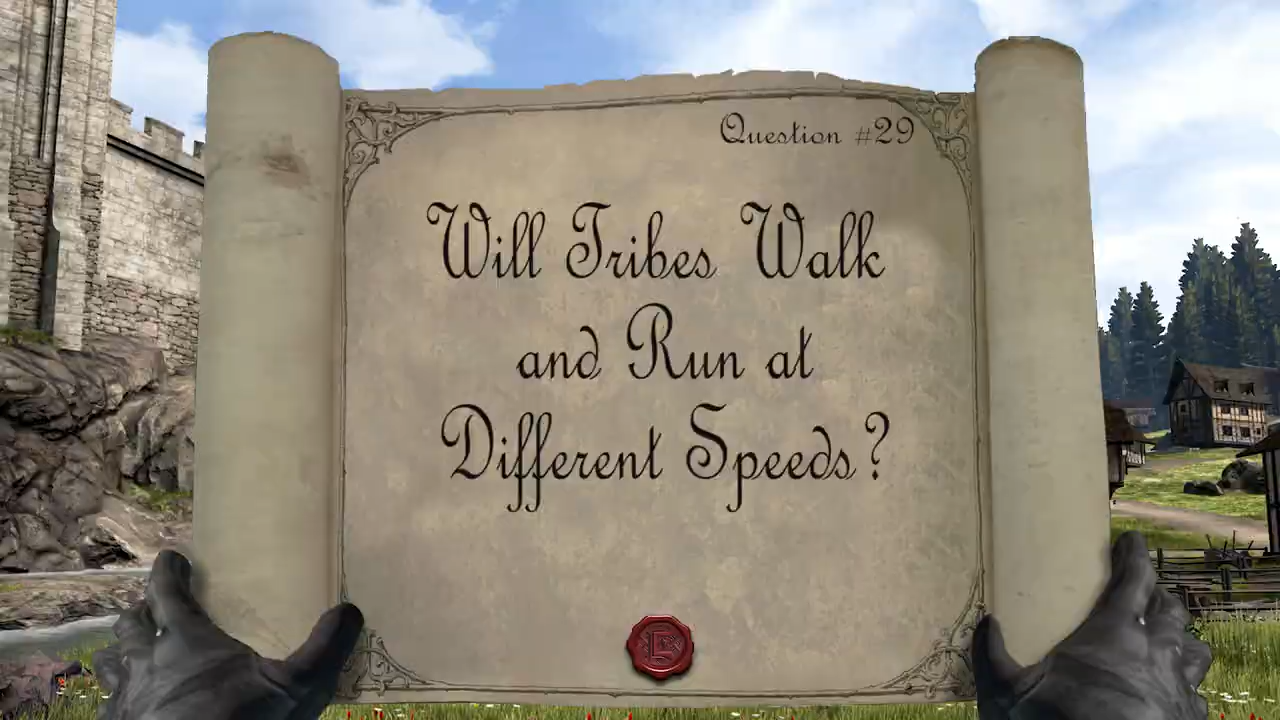 Question #29
Will Tribes Walk
and Run at
Different Speeds?